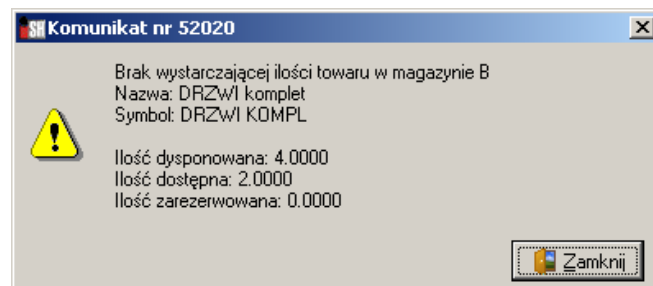 SH Komunikat nr 52020
Brak wystarczającej ilości towaru w magazynie B
Nazwa: DRZWI komplet
Symbol: DRZWI KOMPL
Ilość dysponowana: 4.0000
Ilość dostępna: 2.0000
Ilość zarezerwowana: 0.0000
Zamknij